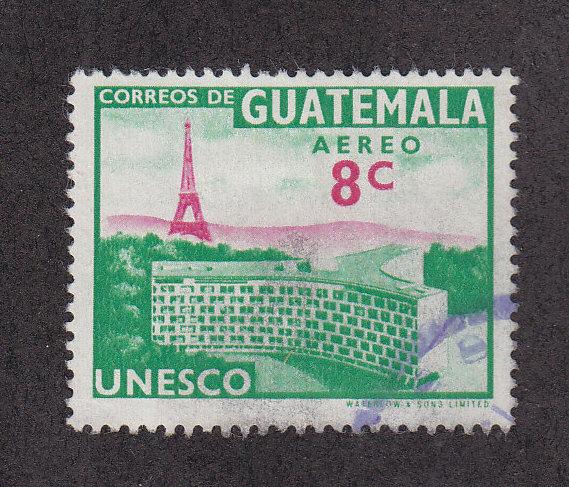 CORREOS DE GUATEMALA
AEREO
8C
UNESCO
WATERLOW & SONS LIMITED